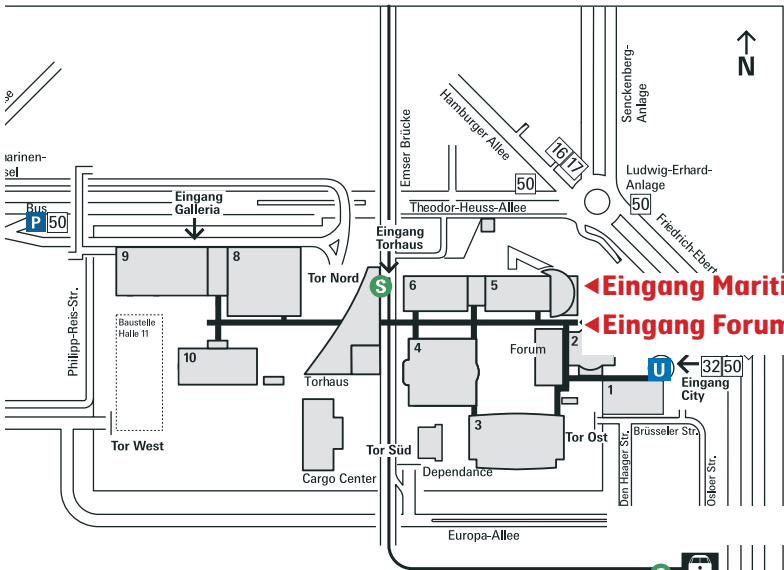 N
Senckenberg-
Anlage
Hamburger Allee
Emser Brücke
16 17
Ludwig-Erhard-
Anlage
50
50
Theodor-Heuss-Allee
Friedrich-Ebert
arinen-
sel
Bus
P 50
Eingang
Galleria
Eingang
Torhaus
Tor Nord
S
9
8
6
5
Eingang Mariti
Eingang Forum
Philipp-Reis-Str.
Baustelle
Halle 11
10
Torhaus
4
Forum
2
U
32 50
Eingang
City
1
3
Tor West
Cargo Center
Tor Süd
Dependance
Tor Ost
Den Haager Str.
Brüsseler Str.
Osloer Str.
Europa-Allee